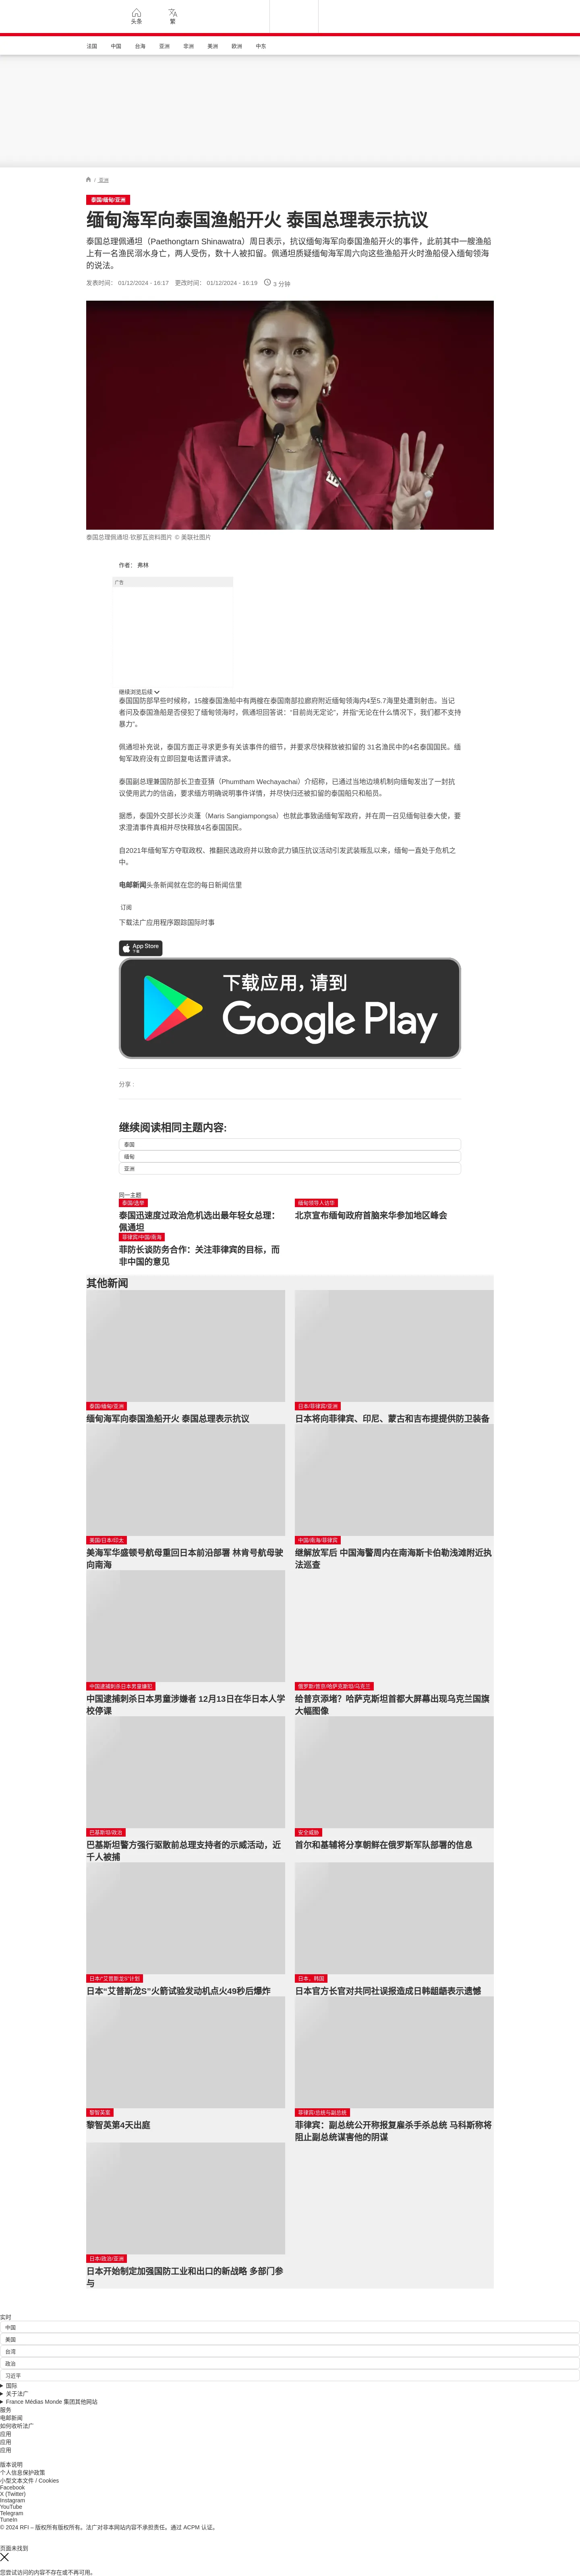 头条
繁
法国
中国
台海
亚洲
非洲
美洲
欧洲
中东
/ 亚洲
泰国/缅甸/亚洲
缅甸海军向泰国渔船开火 泰国总理表示抗议
泰国总理佩通坦（Paethongtarn Shinawatra）周日表示，抗议缅甸海军向泰国渔船开火的事件，此前其中一艘渔船
上有一名渔民溺水身亡，两人受伤，数十人被扣留。佩通坦质疑缅甸海军周六向这些渔船开火时渔船侵入缅甸领海
的说法。
发表时间： 01/12/2024 - 16:17 更改时间： 01/12/2024 - 16:19 3 分钟
泰国总理佩通坦·钦那瓦资料图片 © 美联社图片
作者： 弗林
广告
继续浏览后续
泰国国防部早些时候称，15艘泰国渔船中有两艘在泰国南部拉廊府附近缅甸领海内4至5.7海里处遭到射击。当记
者问及泰国渔船是否侵犯了缅甸领海时，佩通坦回答说：“目前尚无定论”，并指“无论在什么情况下，我们都不支持
暴力”。
佩通坦补充说，泰国方面正寻求更多有关该事件的细节，并要求尽快释放被扣留的 31名渔民中的4名泰国国民。缅
甸军政府没有立即回复电话置评请求。
泰国副总理兼国防部长卫查亚猜（Phumtham Wechayachai）介绍称，已通过当地边境机制向缅甸发出了一封抗
议使用武力的信函，要求缅方明确说明事件详情，并尽快归还被扣留的泰国船只和船员。
据悉，泰国外交部长沙炎蓬（Maris Sangiampongsa）也就此事致函缅甸军政府，并在周一召见缅甸驻泰大使，要
求澄清事件真相并尽快释放4名泰国国民。
自2021年缅甸军方夺取政权、推翻民选政府并以致命武力镇压抗议活动引发武装叛乱以来，缅甸一直处于危机之
中。
电邮新闻头条新闻就在您的每日新闻信里
订阅
下载法广应用程序跟踪国际时事
App Store
下载
下载应用，请到
Google Play
分享 :
继续阅读相同主题内容:
泰国
缅甸
亚洲
同一主题
泰国/选举
泰国迅速度过政治危机选出最年轻女总理：
佩通坦
缅甸领导人访华
北京宣布缅甸政府首脑来华参加地区峰会
菲律宾/中国/南海
菲防长谈防务合作：关注菲律宾的目标，而
非中国的意见
其他新闻
泰国/缅甸/亚洲
缅甸海军向泰国渔船开火 泰国总理表示抗议
日本/菲律宾/亚洲
日本将向菲律宾、印尼、蒙古和吉布提提供防卫装备
美国/日本/印太
美海军华盛顿号航母重回日本前沿部署 林肯号航母驶
向南海
中国/南海/菲律宾
继解放军后 中国海警周内在南海斯卡伯勒浅滩附近执
法巡查
中国逮捕刺杀日本男童嫌犯
中国逮捕刺杀日本男童涉嫌者 12月13日在华日本人学
校停课
俄罗斯/普京/哈萨克斯坦/乌克兰
给普京添堵？哈萨克斯坦首都大屏幕出现乌克兰国旗
大幅图像
巴基斯坦/政治
巴基斯坦警方强行驱散前总理支持者的示威活动，近
千人被捕
安全威胁
首尔和基辅将分享朝鲜在俄罗斯军队部署的信息
日本/“艾普斯龙S”计划
日本“艾普斯龙S”火箭试验发动机点火49秒后爆炸
日本、韩国
日本官方长官对共同社误报造成日韩龃龉表示遗憾
黎智英案
黎智英第4天出庭
菲律宾/总统与副总统
菲律宾：副总统公开称报复雇杀手杀总统 马科斯称将
阻止副总统谋害他的阴谋
日本/政治/亚洲
日本开始制定加强国防工业和出口的新战略 多部门参
与
实时
中国
美国
台湾
政治
习近平
国际
关于法广
France Médias Monde 集团其他网站
服务
电邮新闻
如何收听法广
应用
应用
应用
版本说明
个人信息保护政策
小型文本文件 / Cookies
Facebook
X (Twitter)
Instagram
YouTube
Telegram
TuneIn
© 2024 RFI – 版权所有版权所有。法广对非本网站内容不承担责任。通过 ACPM 认证。
页面未找到
您尝试访问的内容不存在或不再可用。